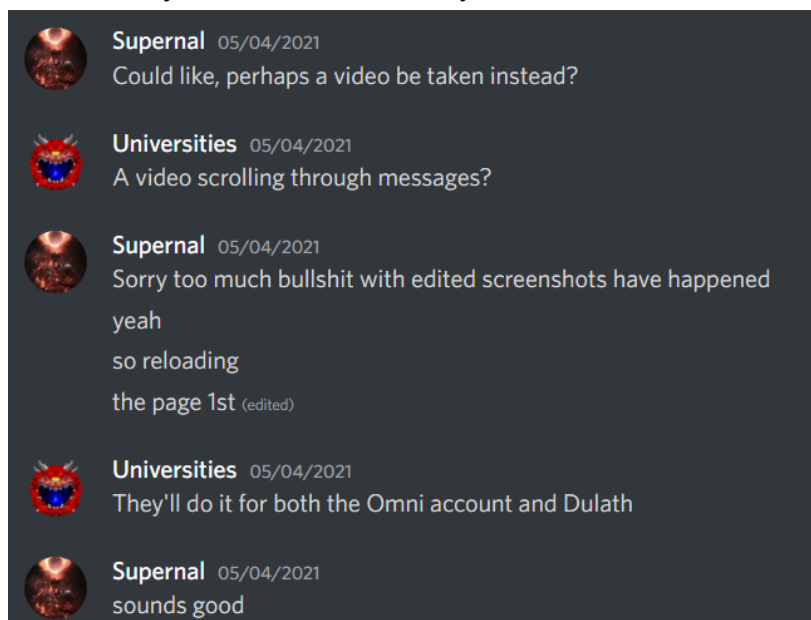 Supernal 05/04/2021
Could like, perhaps a video be taken instead?
Universities 05/04/2021
A video scrolling through messages?
Supernal 05/04/2021
Sorry too much bullshit with edited screenshots have happened
yeah
so reloading
the page 1st (edited)
Universities 05/04/2021
They'll do it for both the Omni account and Dulath
Supernal 05/04/2021
sounds good